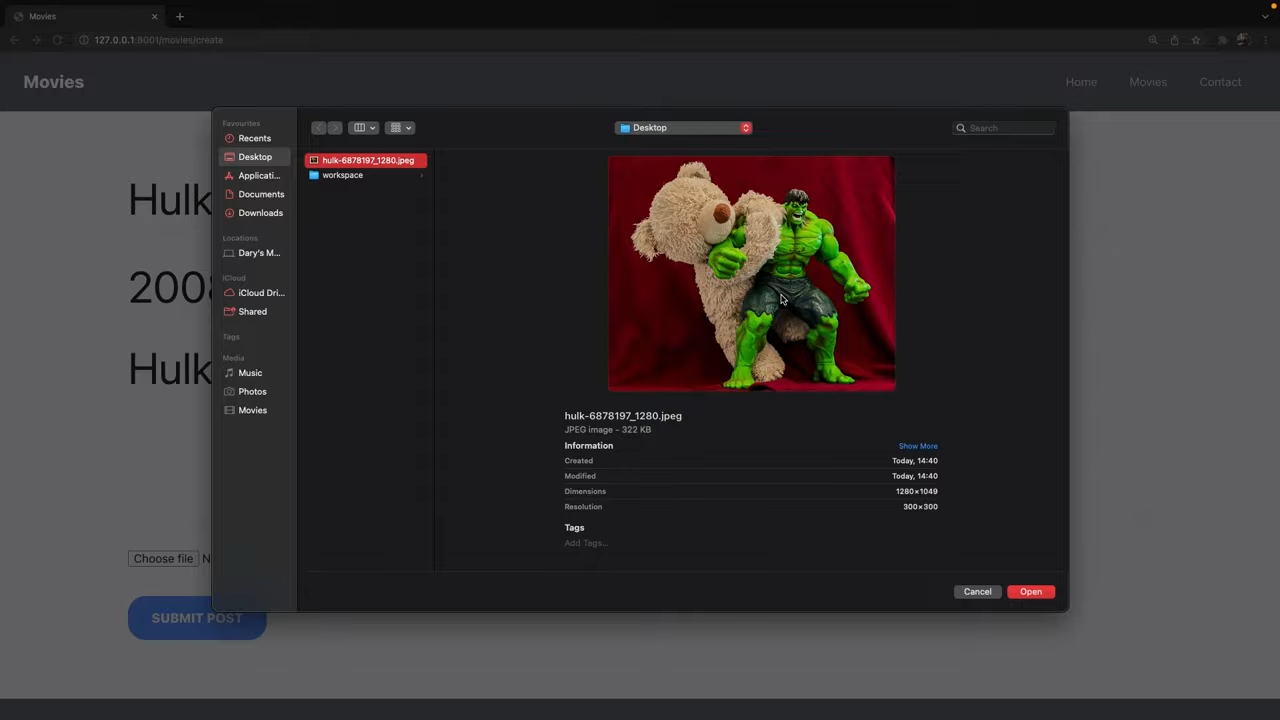 Movies
127.0.0.1:8001/movies/create
Movies
Home
Movies
Contact
Favourites
Recents
Desktop
Applicati...
Documents
Downloads
Locations
Dary's M...
iCloud
iCloud Dri...
Shared
Tags
Media
Music
Photos
Movies
Desktop
Search
hulk-6878197_1280.jpeg
workspace
hulk-6878197_1280.jpeg
JPEG image - 322 KB
Information
Show More
Created
Today, 14:40
Modified
Today, 14:40
Dimensions
1280×1049
Resolution
300×300
Tags
Add Tags...
Cancel
Open
Hulk
2008
Hulk
Choose file N
SUBMIT POST